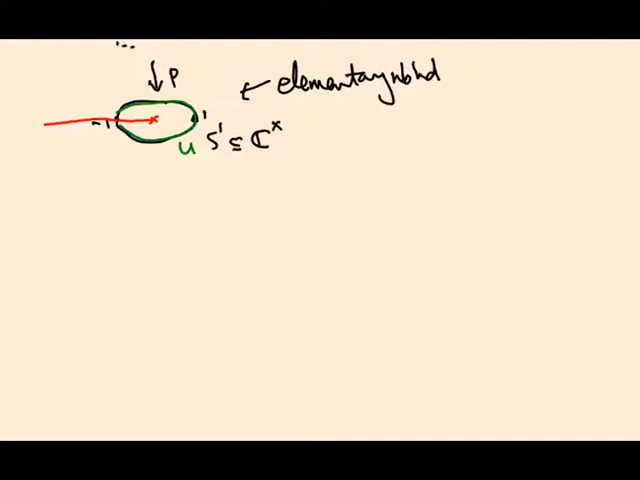 ...
↓ p
← elementary nbhd
-1
1
U S¹ ⊆ ℂ^×